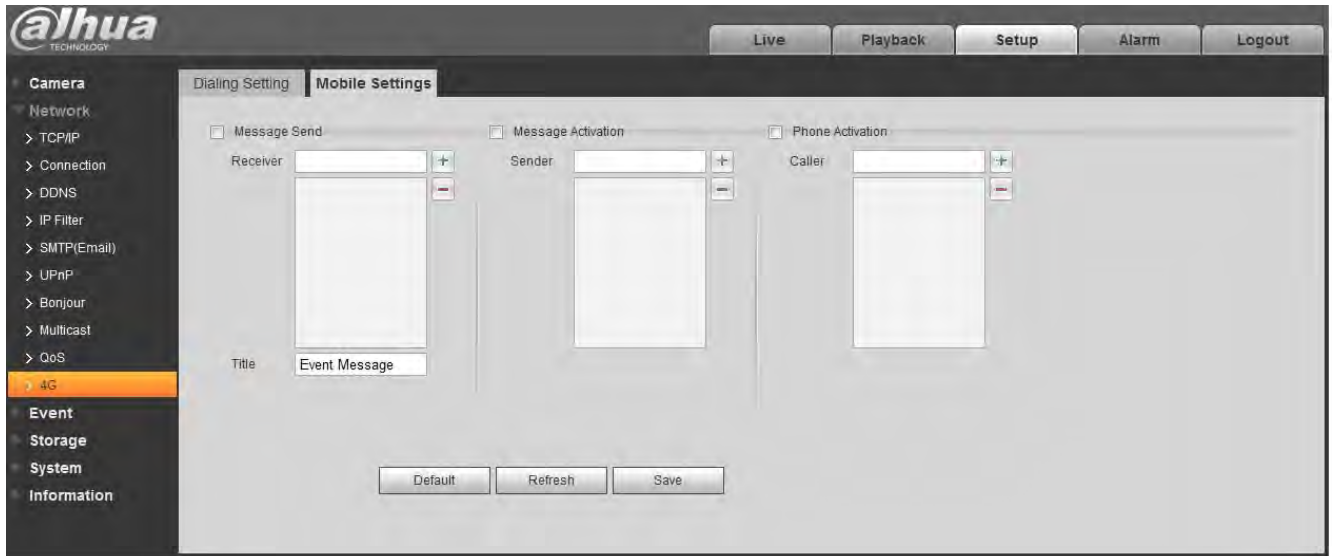 alhua
TECHNOLOGY
Live Playback Setup Alarm Logout
Camera
Network
TCP/IP
Connection
DDNS
IP Filter
SMTP(Email)
UPnP
Bonjour
Multicast
QoS
4G
Event
Storage
System
Information
Dialing Setting Mobile Settings
Message Send
Receiver
Title Event Message
Message Activation
Sender
Phone Activation
Caller
Default Refresh Save